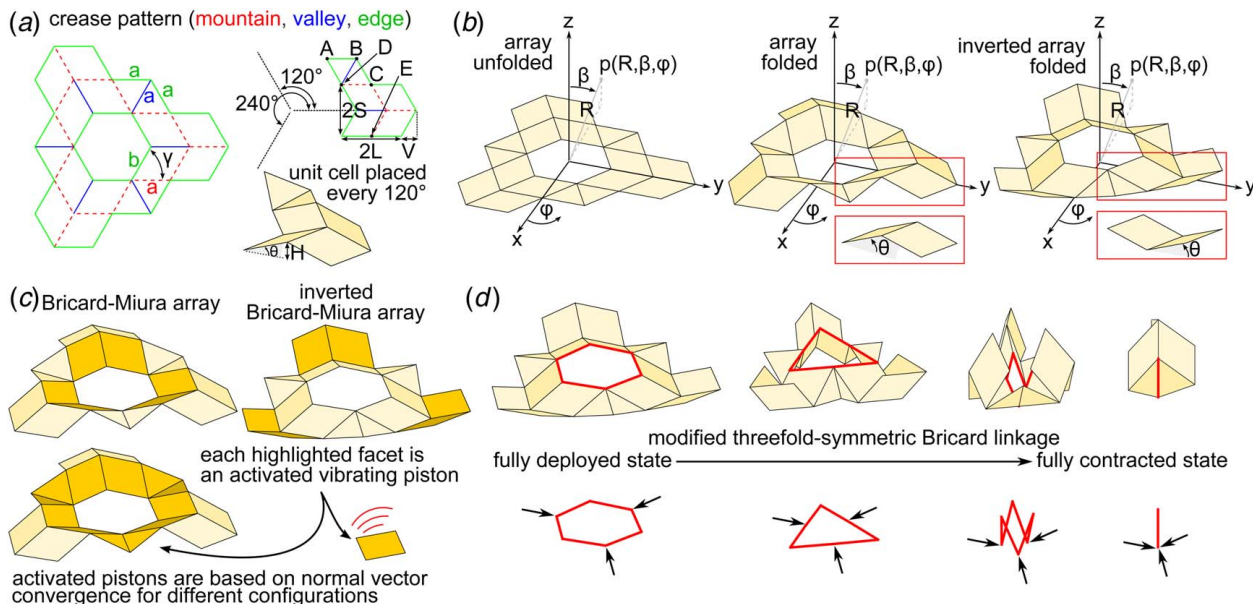 (a) crease pattern (mountain, valley, edge)
a
a
a
b
γ
a
120°
240°
A B D
C E
2S
2L V
unit cell placed
every 120°
θ H
(b)
array
unfolded
z
β
p(R,β,φ)
R
y
φ
x
array
folded
z
β
p(R,β,φ)
R
y
φ
x
θ
inverted array
folded
z
β
p(R,β,φ)
R
y
φ
x
θ
(c)
Bricard-Miura array
inverted
Bricard-Miura array
each highlighted facet is
an activated vibrating piston
activated pistons are based on normal vector
convergence for different configurations
(d)
modified threefold-symmetric Bricard linkage
fully deployed state
fully contracted state